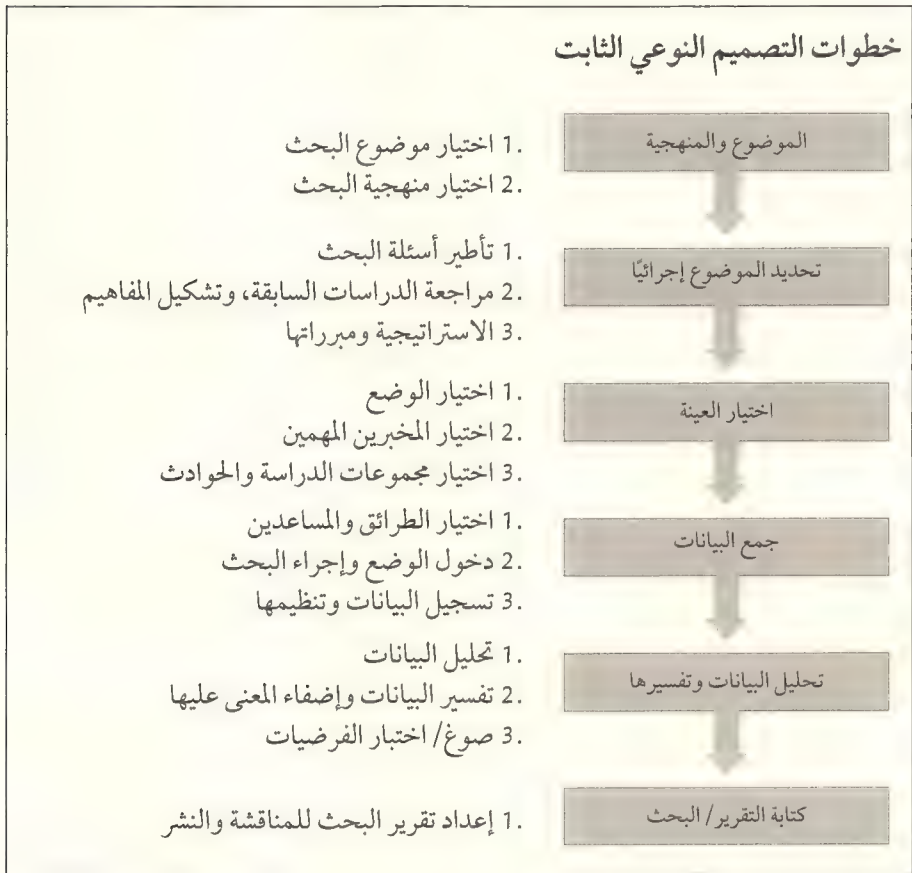 خطوات التصميم النوعي الثابت
الموضوع والمنهجية
1. اختيار موضوع البحث
2. اختيار منهجية البحث
تحديد الموضوع إجرائيًا
1. تأطير أسئلة البحث
2. مراجعة الدراسات السابقة، وتشكيل المفاهيم
3. الاستراتيجية ومبرراتها
اختيار العينة
1. اختيار الوضع
2. اختيار المخبرين المهمين
3. اختيار مجموعات الدراسة والحوادث
جمع البيانات
1. اختيار الطرائق والمساعدين
2. دخول الوضع وإجراء البحث
3. تسجيل البيانات وتنظيمها
تحليل البيانات وتفسيرها
1. تحليل البيانات
2. تفسير البيانات وإضفاء المعنى عليها
3. صوغ/ اختبار الفرضيات
كتابة التقرير/ البحث
1. إعداد تقرير البحث للمناقشة والنشر